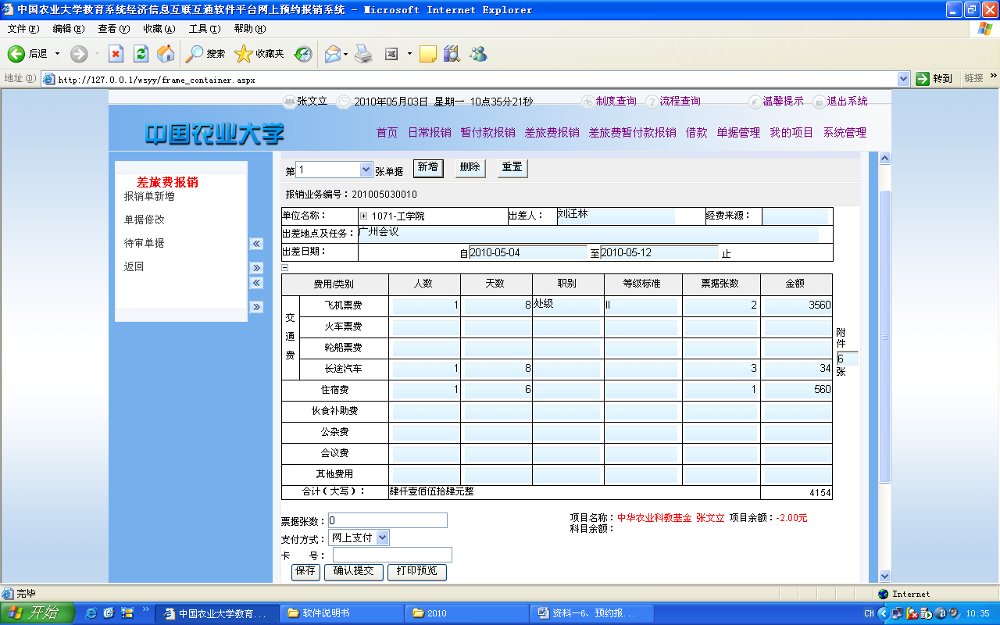 中国农业大学教育系统经济信息互联互通软件平台网上预约报销系统 - Microsoft Internet Explorer
文件(F) 编辑(E) 查看(V) 收藏(A) 工具(T) 帮助(H)
后退 搜索 收藏夹
地址(D) http://127.0.0.1/wsyy/frame_container.aspx 转到 链接 »
张文立 2010年05月03日 星期一 10点35分21秒 制度查询 流程查询 温馨提示 退出系统
中国农业大学
首页 日常报销 暂付款报销 差旅费报销 差旅费暂付款报销 借款 单据管理 我的项目 系统管理
差旅费报销
报销单新增
单据修改
待审单据
返回
« » « »
第 1 张单据 新增 删除 重置
报销业务编号：201005030010
单位名称： 1071-工学院 出差人： 刘汪林 经费来源：
出差地点及任务： 广州会议
出差日期： 自 2010-05-04 至 2010-05-12 止
费用/类别 人数 天数 职别 等级标准 票据张数 金额
交通费
飞机票费 1 8 处级 II 2 3560
火车票费
轮船票费
长途汽车 1 8 3 34
住宿费 1 6 1 560
伙食补助费
公杂费
会议费
其他费用
合计(大写)： 肆仟壹佰伍拾肆元整 4154
附件 6 张
票据张数： 0
项目名称：中华农业科教基金 张文立 项目余额：-2.00元
科目余额：
支付方式： 网上支付
卡 号：
保存 确认提交 打印预览
完毕 Internet
开始 » 中国农业大学教育... 软件说明书 2010 资料一6、预约报... CH 10:35